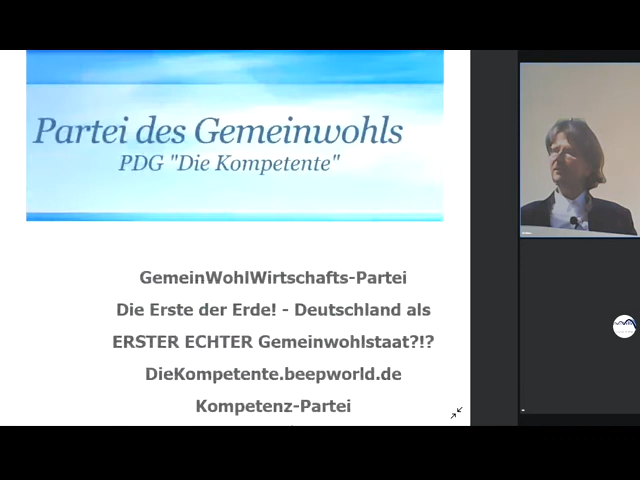 Partei des Gemeinwohls
PDG "Die Kompetente"
GemeinWohlWirtschafts-Partei
Die Erste der Erde! - Deutschland als
ERSTER ECHTER Gemeinwohlstaat?!?
DieKompetente.beepworld.de
Kompetenz-Partei